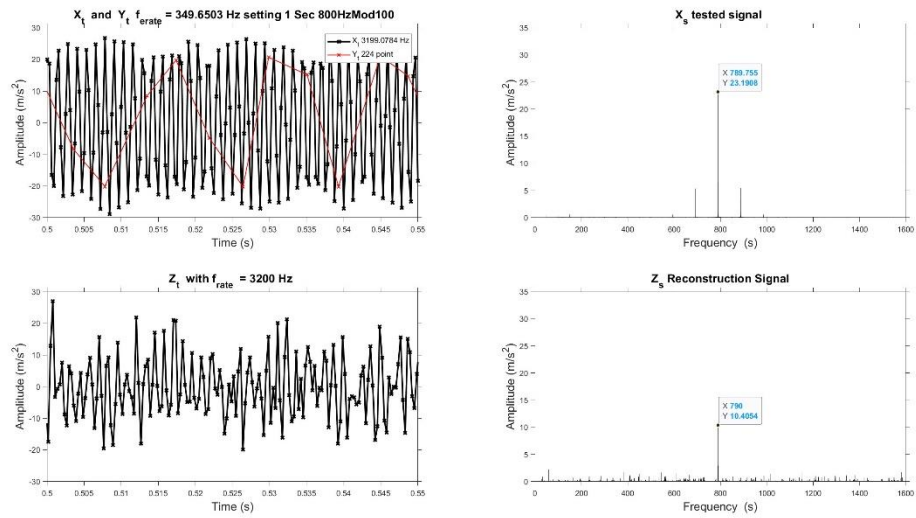 X_t and Y_t f_erate = 349.6503 Hz setting 1 Sec 800HzMod100
X_t 3199.0784 Hz
Y_t 224 point
30
20
10
0
-10
-20
-30
Amplitude (m/s²)
0.5 0.505 0.51 0.515 0.52 0.525 0.53 0.535 0.54 0.545 0.55
Time (s)
X_s tested signal
X 789.755
Y 23.1908
35
30
25
20
15
10
5
0
Amplitude (m/s²)
0 200 400 600 800 1000 1200 1400 1600
Frequency (s)
Z_t with f_rate = 3200 Hz
30
20
10
0
-10
-20
-30
Amplitude (m/s²)
0.5 0.505 0.51 0.515 0.52 0.525 0.53 0.535 0.54 0.545 0.55
Time (s)
Z_s Reconstruction Signal
X 790
Y 10.4054
35
30
25
20
15
10
5
0
Amplitude (m/s²)
0 200 400 600 800 1000 1200 1400 1600
Frequency (s)